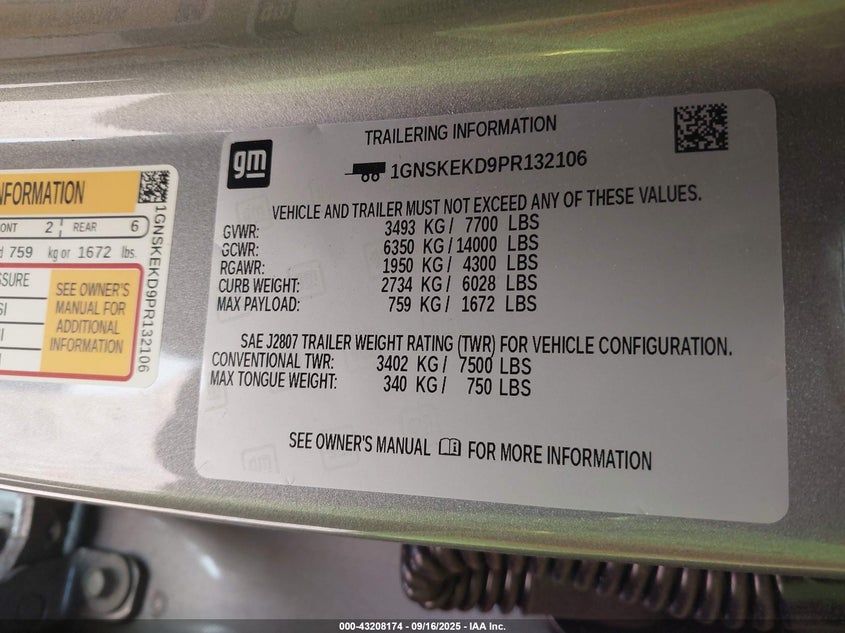 NFORMATION
ONT 2 REAR 6
759 kg or 1672 lbs.
SSURE
SEE OWNER'S
MANUAL FOR
ADDITIONAL
INFORMATION
1GNSKEKD9PR132106
gm
TRAILERING INFORMATION
1GNSKEKD9PR132106
VEHICLE AND TRAILER MUST NOT EXCEED ANY OF THESE VALUES.
GVWR: 3493 KG / 7700 LBS
GCWR: 6350 KG / 14000 LBS
RGAWR: 1950 KG / 4300 LBS
CURB WEIGHT: 2734 KG / 6028 LBS
MAX PAYLOAD: 759 KG / 1672 LBS
SAE J2807 TRAILER WEIGHT RATING (TWR) FOR VEHICLE CONFIGURATION.
CONVENTIONAL TWR: 3402 KG / 7500 LBS
MAX TONGUE WEIGHT: 340 KG / 750 LBS
SEE OWNER'S MANUAL FOR MORE INFORMATION
000-43208174 - 09/16/2025 - IAA Inc.